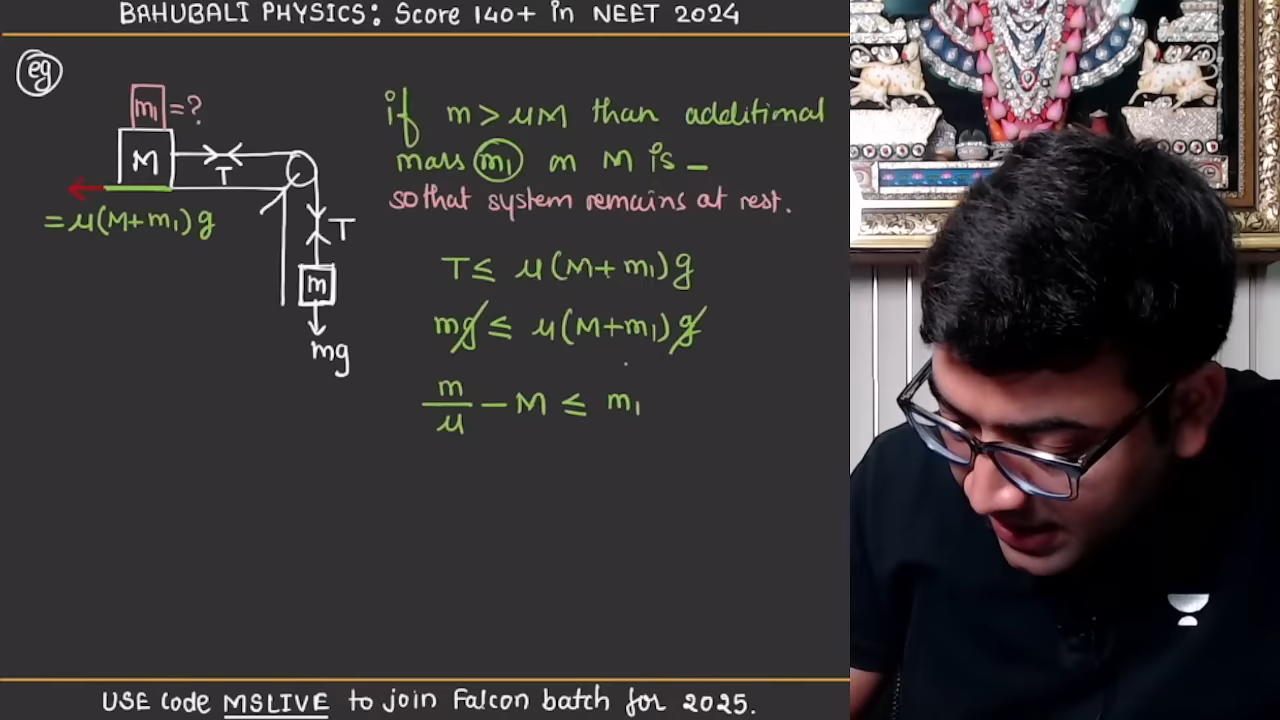 BAHUBALI PHYSICS: Score 140+ in NEET 2024
eg
m₁ =?
M
T
= μ(M+m₁)g
T
m
mg
if m > μM than additional
mass m₁ on M is –
so that system remains at rest.
T ≤ μ(M+m₁)g
mg ≤ μ(M+m₁)g
m/μ – M ≤ m₁
USE Code MSLIVE to join Falcon batch for 2025.